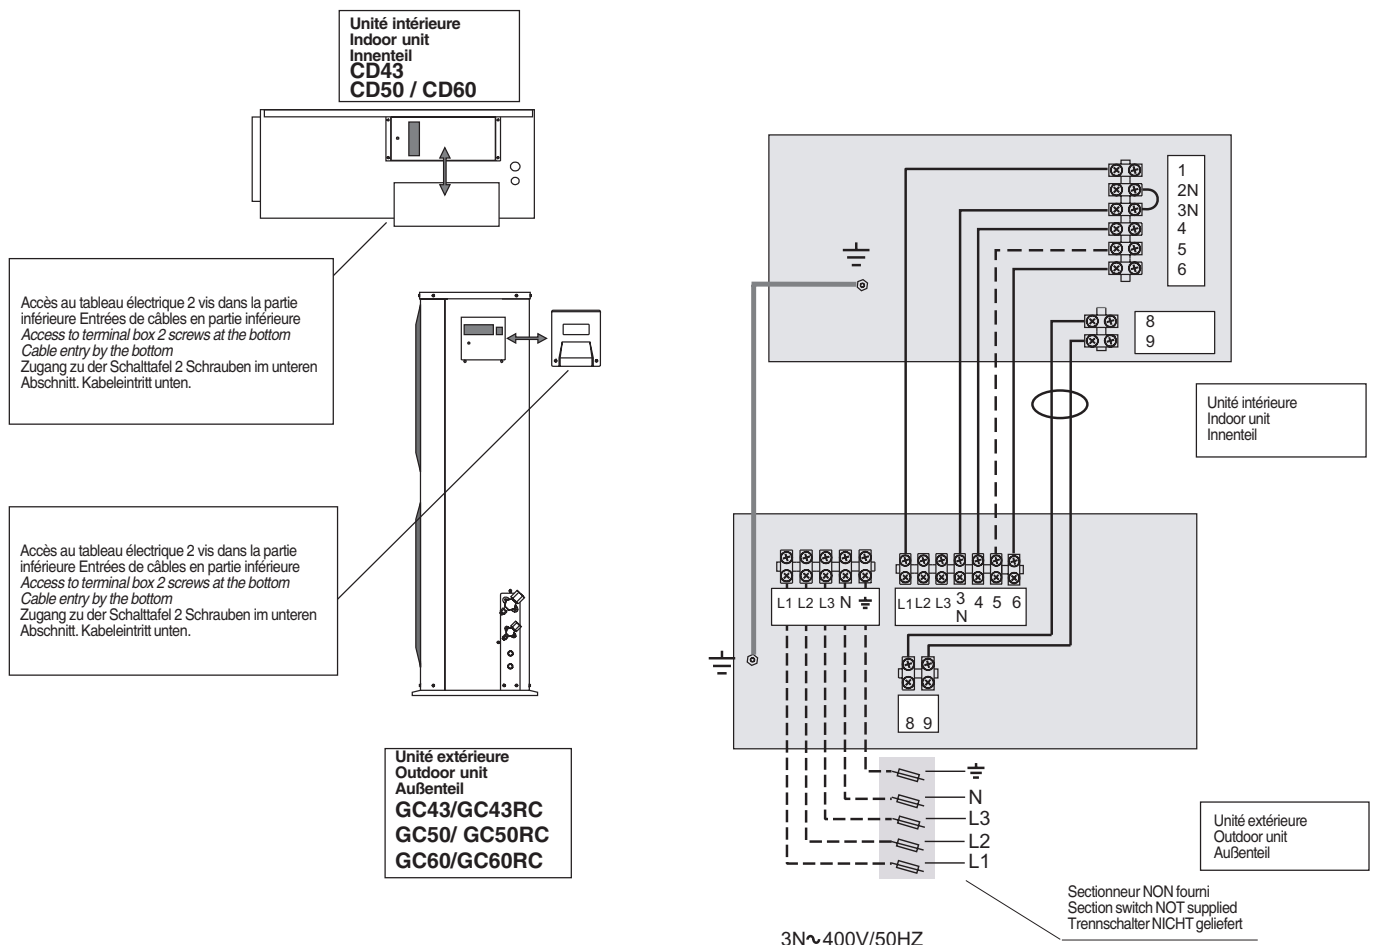 Unité intérieure
Indoor unit
Innenteil
CD43
CD50 / CD60
Accès au tableau électrique 2 vis dans la partie
inférieure Entrées de câbles en partie inférieure
Access to terminal box 2 screws at the bottom
Cable entry by the bottom
Zugang zu der Schalttafel 2 Schrauben im unteren
Abschnitt. Kabeleintritt unten.
Accès au tableau électrique 2 vis dans la partie
inférieure Entrées de câbles en partie inférieure
Access to terminal box 2 screws at the bottom
Cable entry by the bottom
Zugang zu der Schalttafel 2 Schrauben im unteren
Abschnitt. Kabeleintritt unten.
Unité extérieure
Outdoor unit
Außenteil
GC43/GC43RC
GC50/ GC50RC
GC60/GC60RC
1
2N
3N
4
5
6
8
9
Unité intérieure
Indoor unit
Innenteil
L1 L2 L3 N
L1 L2 L3 3 4 5 6
N
8 9
N
L3
L2
L1
Unité extérieure
Outdoor unit
Außenteil
Sectionneur NON fourni
Section switch NOT supplied
Trennschalter NICHT geliefert
3N~400V/50HZ